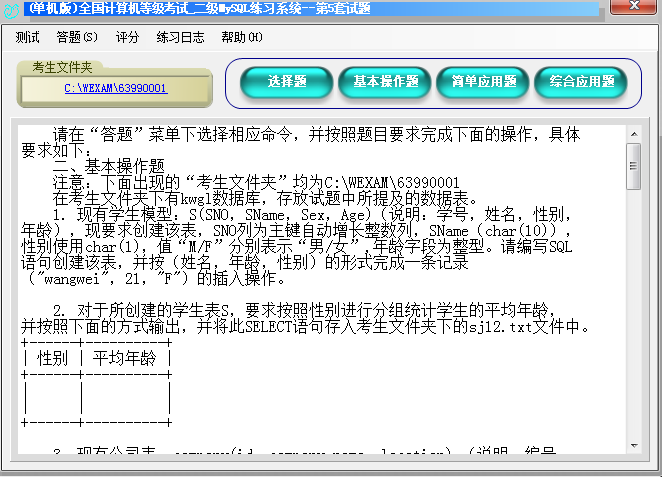 (单机版)全国计算机等级考试_二级MySQL练习系统--第5套试题
测试 答题(S) 评分 练习日志 帮助(H)
考生文件夹
C:\WEXAM\63990001
选择题 基本操作题 简单应用题 综合应用题
请在“答题”菜单下选择相应命令，并按照题目要求完成下面的操作，具体
要求如下：
二、基本操作题
注意：下面出现的“考生文件夹”均为C:\WEXAM\63990001
在考生文件夹下有kwgl数据库，存放试题中所提及的数据表。
1. 现有学生模型：S(SNO, SName, Sex, Age)（说明：学号，姓名，性别，
年龄），现要求创建该表，SNO列为主键自动增长整数列，SName（char(10)），
性别使用char(1)，值“M/F”分别表示“男/女”,年龄字段为整型。请编写SQL
语句创建该表，并按（姓名，年龄，性别）的形式完成一条记录
（"wangwei", 21, "F"）的插入操作。
2. 对于所创建的学生表S，要求按照性别进行分组统计学生的平均年龄，
并按照下面的方式输出，并将此SELECT语句存入考生文件夹下的sj12.txt文件中。
+------+----------+
| 性别 | 平均年龄 |
+------+----------+
| | |
| | |
+------+----------+
3. 现有公司表，company(id, company_name, location)，（说明：编号